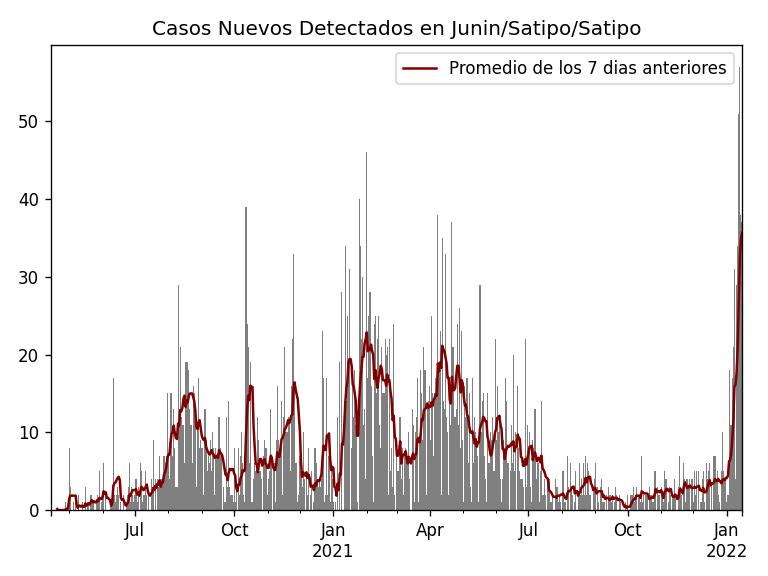 Casos Nuevos Detectados en Junin/Satipo/Satipo
Promedio de los 7 dias anteriores
50
40
30
20
10
0
Jul Oct Jan Apr Jul Oct Jan
2021 2022